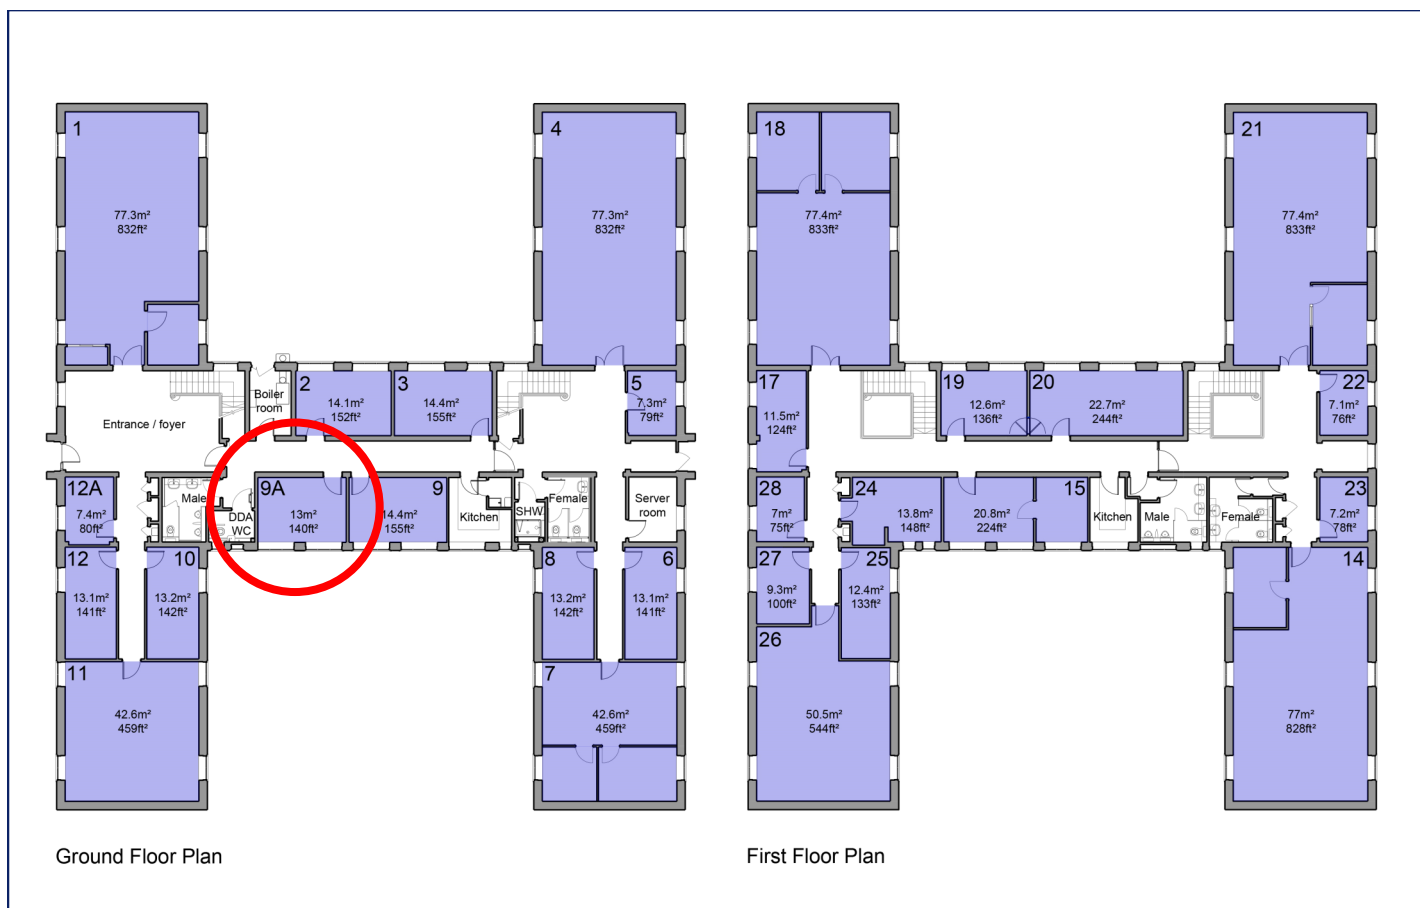 1
77.3m²
832ft²
4
77.3m²
832ft²
Entrance / foyer
Boiler
room
2
14.1m²
152ft²
3
14.4m²
155ft²
5
7.3m²
79ft²
12A
7.4m²
80ft²
Male
DDA
WC
9A
13m²
140ft²
9
14.4m²
155ft²
Kitchen
SHW.
Female
Server
room
12
13.1m²
141ft²
10
13.2m²
142ft²
8
13.2m²
142ft²
6
13.1m²
141ft²
11
42.6m²
459ft²
7
42.6m²
459ft²
Ground Floor Plan
18
77.4m²
833ft²
21
77.4m²
833ft²
17
11.5m²
124ft²
19
12.6m²
136ft²
20
22.7m²
244ft²
22
7.1m²
76ft²
28
7m²
75ft²
24
13.8m²
148ft²
20.8m²
224ft²
15
Kitchen
Male
Female
23
7.2m²
78ft²
27
9.3m²
100ft²
25
12.4m²
133ft²
14
77m²
828ft²
26
50.5m²
544ft²
First Floor Plan